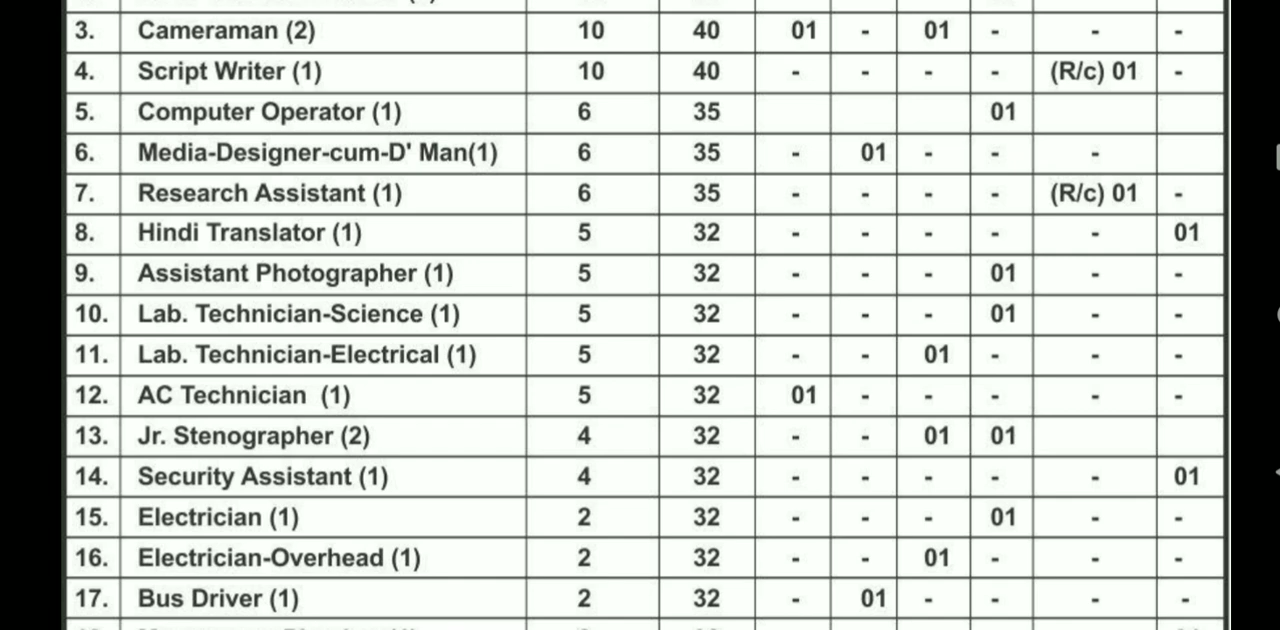 3. Cameraman (2) 10 40 01 - 01 - - -
4. Script Writer (1) 10 40 - - - - (R/c) 01 -
5. Computer Operator (1) 6 35 01
6. Media-Designer-cum-D' Man(1) 6 35 - 01 - - -
7. Research Assistant (1) 6 35 - - - - (R/c) 01 -
8. Hindi Translator (1) 5 32 - - - - - 01
9. Assistant Photographer (1) 5 32 - - - 01 - -
10. Lab. Technician-Science (1) 5 32 - - - 01 - -
11. Lab. Technician-Electrical (1) 5 32 - - 01 - - -
12. AC Technician (1) 5 32 01 - - - - -
13. Jr. Stenographer (2) 4 32 - - 01 01
14. Security Assistant (1) 4 32 - - - - - 01
15. Electrician (1) 2 32 - - - 01 - -
16. Electrician-Overhead (1) 2 32 - - 01 - - -
17. Bus Driver (1) 2 32 - 01 - - - -